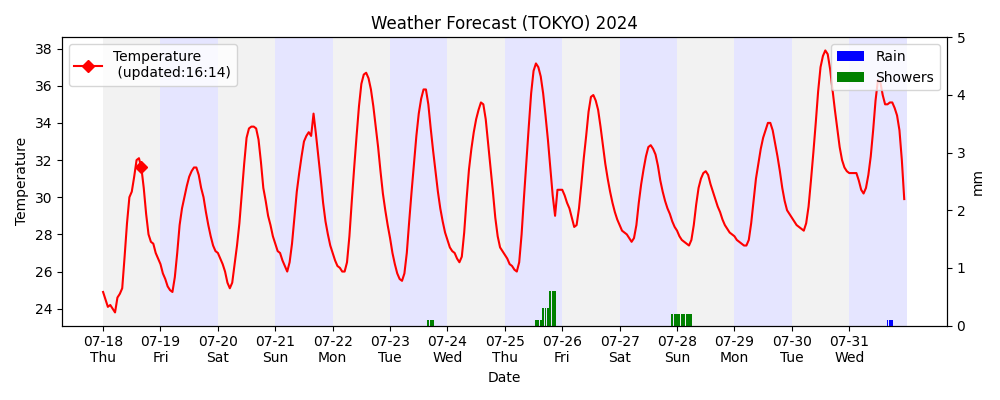 Weather Forecast (TOKYO) 2024
Temperature
(updated:16:14)
Rain
Showers
Temperature
38
36
34
32
30
28
26
24
5
4
3
2
1
0
mm
07-18 07-19 07-20 07-21 07-22 07-23 07-24 07-25 07-26 07-27 07-28 07-29 07-30 07-31
Thu Fri Sat Sun Mon Tue Wed Thu Fri Sat Sun Mon Tue Wed
Date